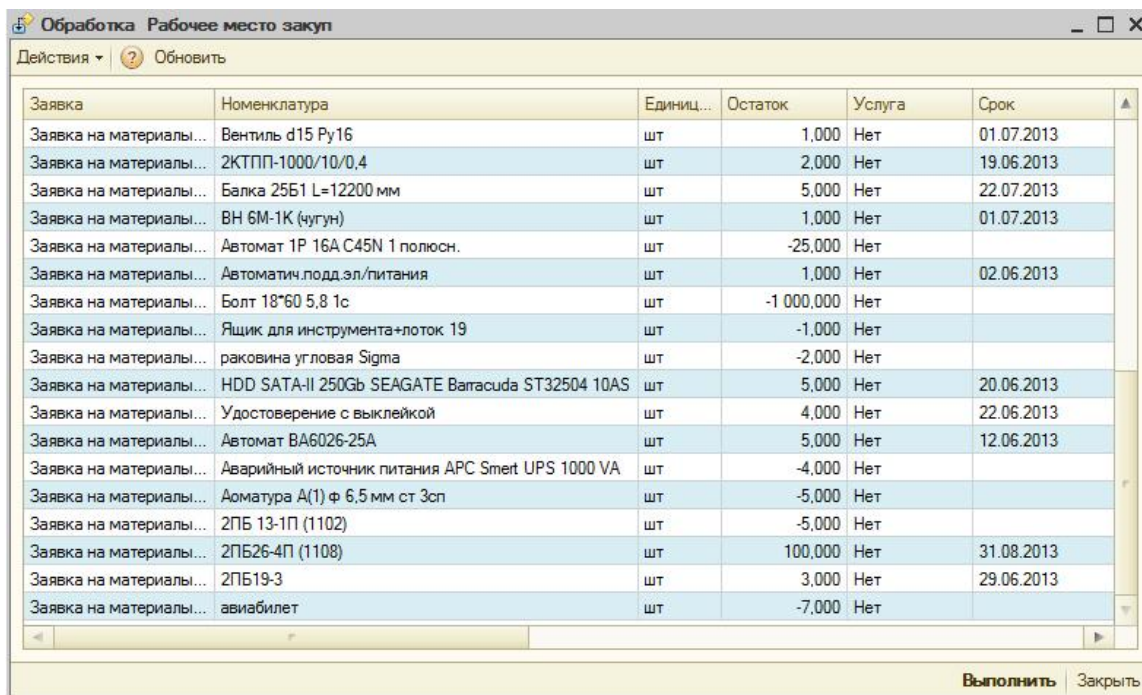 Обработка Рабочее место закуп
Действия ? Обновить
Заявка Номенклатура Единиц... Остаток Услуга Срок
Заявка на материалы... Вентиль d15 Ру16 шт 1,000 Нет 01.07.2013
Заявка на материалы... 2КТПП-1000/10/0,4 шт 2,000 Нет 19.06.2013
Заявка на материалы... Балка 25Б1 L=12200 мм шт 5,000 Нет 22.07.2013
Заявка на материалы... ВН 6М-1К (чугун) шт 1,000 Нет 01.07.2013
Заявка на материалы... Автомат 1Р 16А C45N 1 полюсн. шт -25,000 Нет
Заявка на материалы... Автоматич.подд.эл/питания шт 1,000 Нет 02.06.2013
Заявка на материалы... Болт 18*60 5,8 1с шт -1 000,000 Нет
Заявка на материалы... Ящик для инструмента+лоток 19 шт -1,000 Нет
Заявка на материалы... раковина угловая Sigma шт -2,000 Нет
Заявка на материалы... HDD SATA-II 250Gb SEAGATE Barracuda ST32504 10AS шт 5,000 Нет 20.06.2013
Заявка на материалы... Удостоверение с выклейкой шт 4,000 Нет 22.06.2013
Заявка на материалы... Автомат ВА6026-25А шт 5,000 Нет 12.06.2013
Заявка на материалы... Аварийный источник питания APC Smert UPS 1000 VA шт -4,000 Нет
Заявка на материалы... Аоматура А(1) ф 6,5 мм ст 3сп шт -5,000 Нет
Заявка на материалы... 2ПБ 13-1П (1102) шт -5,000 Нет
Заявка на материалы... 2ПБ26-4П (1108) шт 100,000 Нет 31.08.2013
Заявка на материалы... 2ПБ19-3 шт 3,000 Нет 29.06.2013
Заявка на материалы... авиабилет шт -7,000 Нет
Выполнить Закрыть